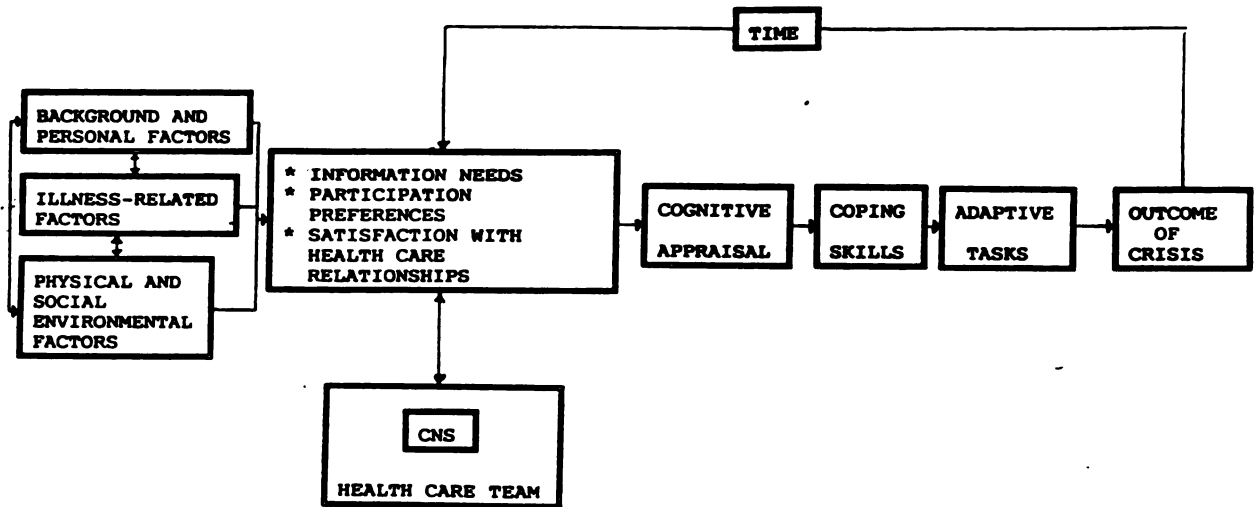 TIME
BACKGROUND AND
PERSONAL FACTORS
ILLNESS-RELATED
FACTORS
PHYSICAL AND
SOCIAL
ENVIRONMENTAL
FACTORS
* INFORMATION NEEDS
* PARTICIPATION
PREFERENCES
* SATISFACTION WITH
HEALTH CARE
RELATIONSHIPS
COGNITIVE
APPRAISAL
COPING
SKILLS
ADAPTIVE
TASKS
OUTCOME
OF
CRISIS
CNS
HEALTH CARE TEAM